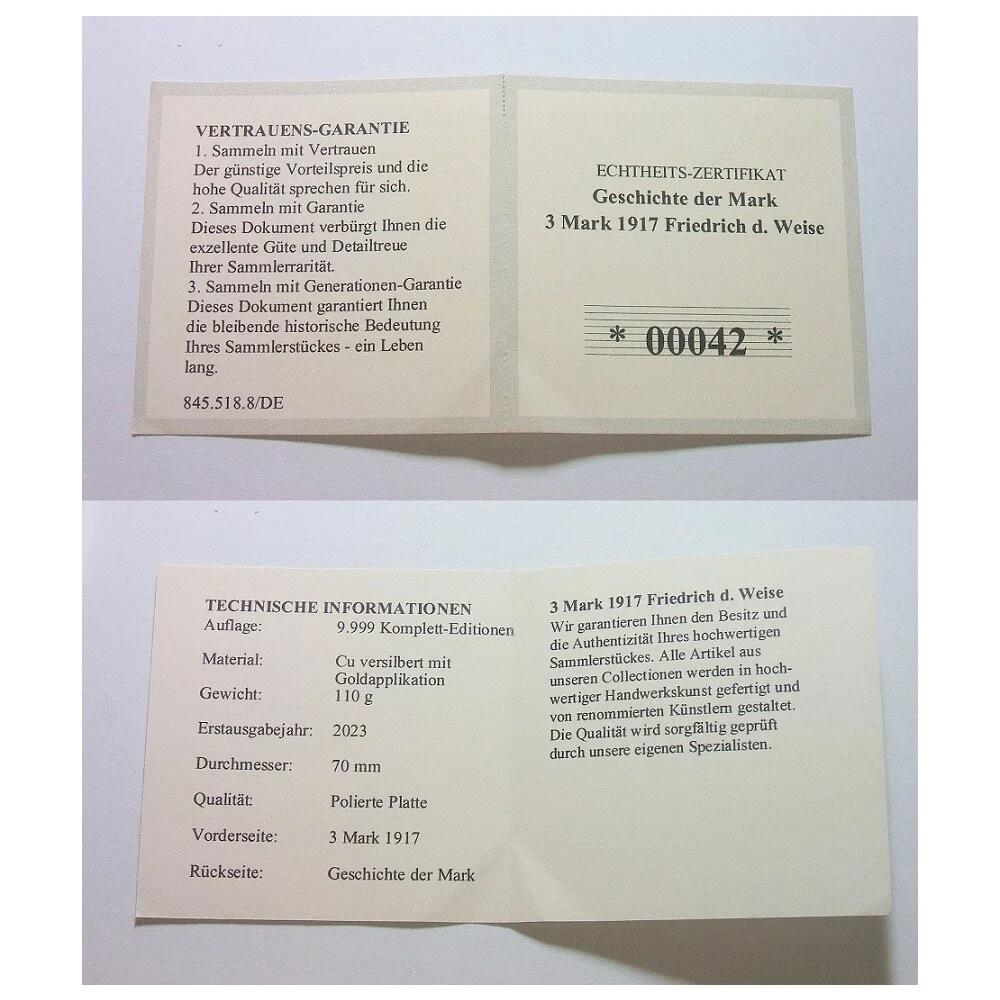 VERTRAUENS-GARANTIE
1. Sammeln mit Vertrauen
Der günstige Vorteilspreis und die
hohe Qualität sprechen für sich.
2. Sammeln mit Garantie
Dieses Dokument verbürgt Ihnen die
exzellente Güte und Detailtreue
Ihrer Sammlerrarität.
3. Sammeln mit Generationen-Garantie
Dieses Dokument garantiert Ihnen
die bleibende historische Bedeutung
Ihres Sammlerstückes - ein Leben
lang.
845.518.8/DE
ECHTHEITS-ZERTIFIKAT
Geschichte der Mark
3 Mark 1917 Friedrich d. Weise
* 00042 *
TECHNISCHE INFORMATIONEN
Auflage: 9.999 Komplett-Editionen
Material: Cu versilbert mit
Goldapplikation
Gewicht: 110 g
Erstausgabejahr: 2023
Durchmesser: 70 mm
Qualität: Polierte Platte
Vorderseite: 3 Mark 1917
Rückseite: Geschichte der Mark
3 Mark 1917 Friedrich d. Weise
Wir garantieren Ihnen den Besitz und
die Authentizität Ihres hochwertigen
Sammlerstückes. Alle Artikel aus
unseren Collectionen werden in hoch-
wertiger Handwerkskunst gefertigt und
von renommierten Künstlern gestaltet.
Die Qualität wird sorgfältig geprüft
durch unsere eigenen Spezialisten.